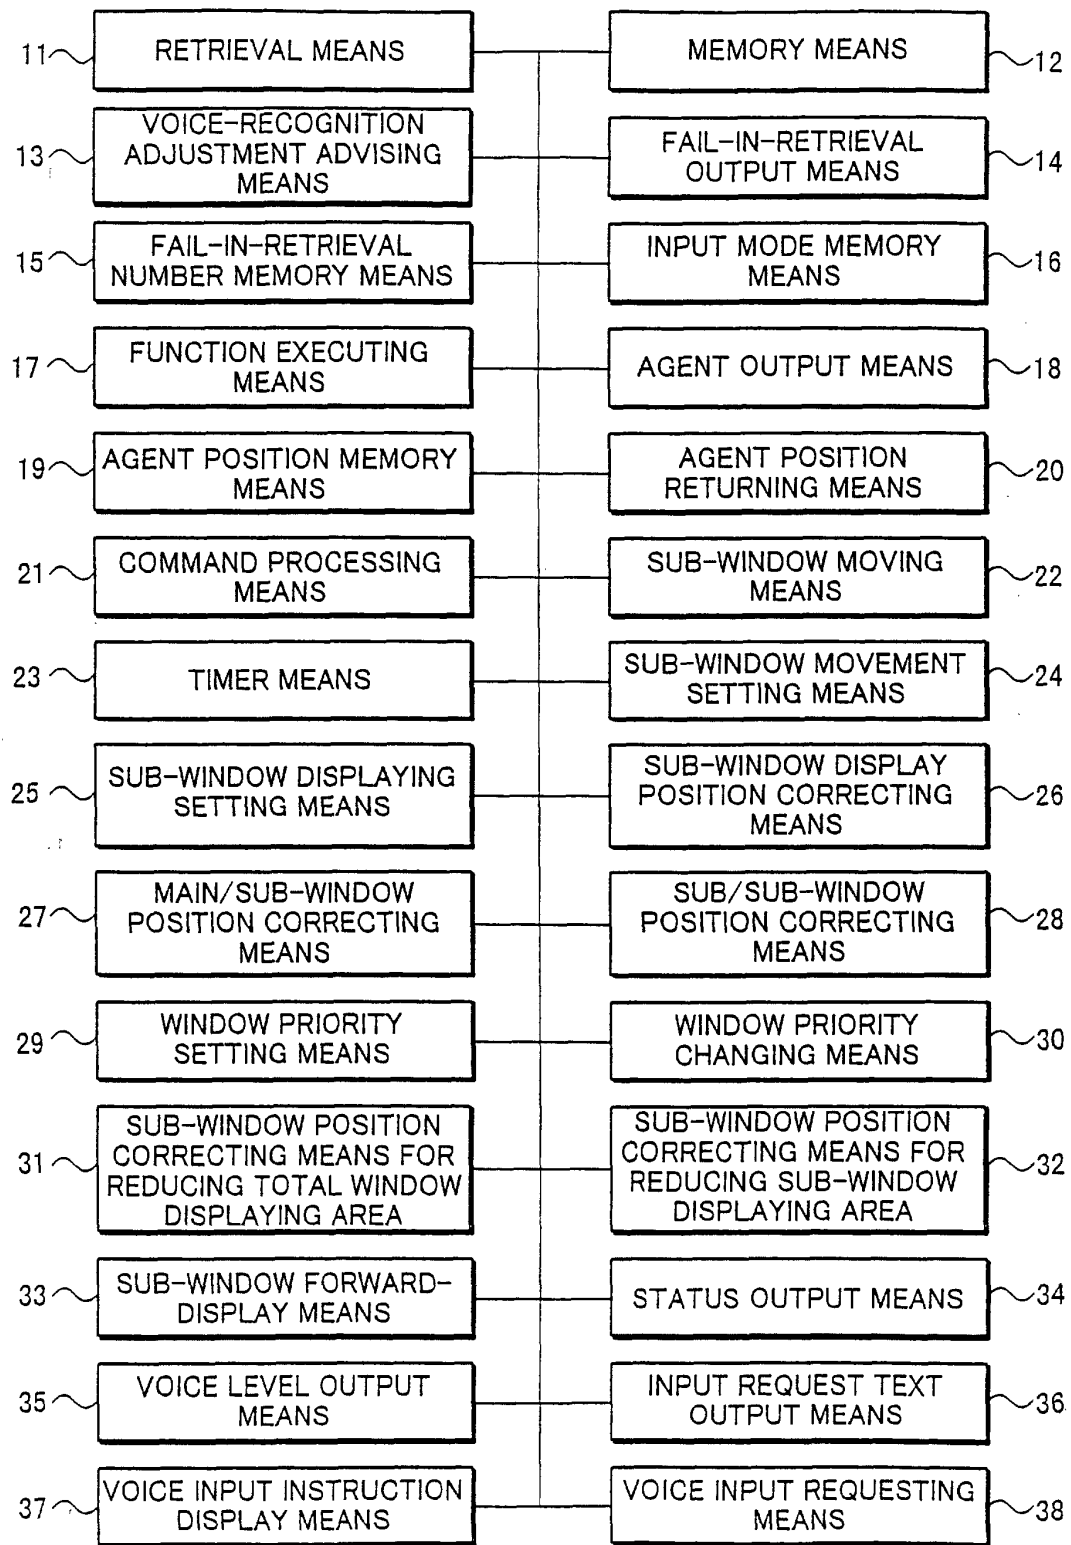 11
RETRIEVAL MEANS
MEMORY MEANS
12
13
VOICE-RECOGNITION
ADJUSTMENT ADVISING
MEANS
FAIL-IN-RETRIEVAL
OUTPUT MEANS
14
15
FAIL-IN-RETRIEVAL
NUMBER MEMORY MEANS
INPUT MODE MEMORY
MEANS
16
17
FUNCTION EXECUTING
MEANS
AGENT OUTPUT MEANS
18
19
AGENT POSITION MEMORY
MEANS
AGENT POSITION
RETURNING MEANS
20
21
COMMAND PROCESSING
MEANS
SUB-WINDOW MOVING
MEANS
22
23
TIMER MEANS
SUB-WINDOW MOVEMENT
SETTING MEANS
24
25
SUB-WINDOW DISPLAYING
SETTING MEANS
SUB-WINDOW DISPLAY
POSITION CORRECTING
MEANS
26
27
MAIN/SUB-WINDOW
POSITION CORRECTING
MEANS
SUB/SUB-WINDOW
POSITION CORRECTING
MEANS
28
29
WINDOW PRIORITY
SETTING MEANS
WINDOW PRIORITY
CHANGING MEANS
30
31
SUB-WINDOW POSITION
CORRECTING MEANS FOR
REDUCING TOTAL WINDOW
DISPLAYING AREA
SUB-WINDOW POSITION
CORRECTING MEANS FOR
REDUCING SUB-WINDOW
DISPLAYING AREA
32
33
SUB-WINDOW FORWARD-
DISPLAY MEANS
STATUS OUTPUT MEANS
34
35
VOICE LEVEL OUTPUT
MEANS
INPUT REQUEST TEXT
OUTPUT MEANS
36
37
VOICE INPUT INSTRUCTION
DISPLAY MEANS
VOICE INPUT REQUESTING
MEANS
38